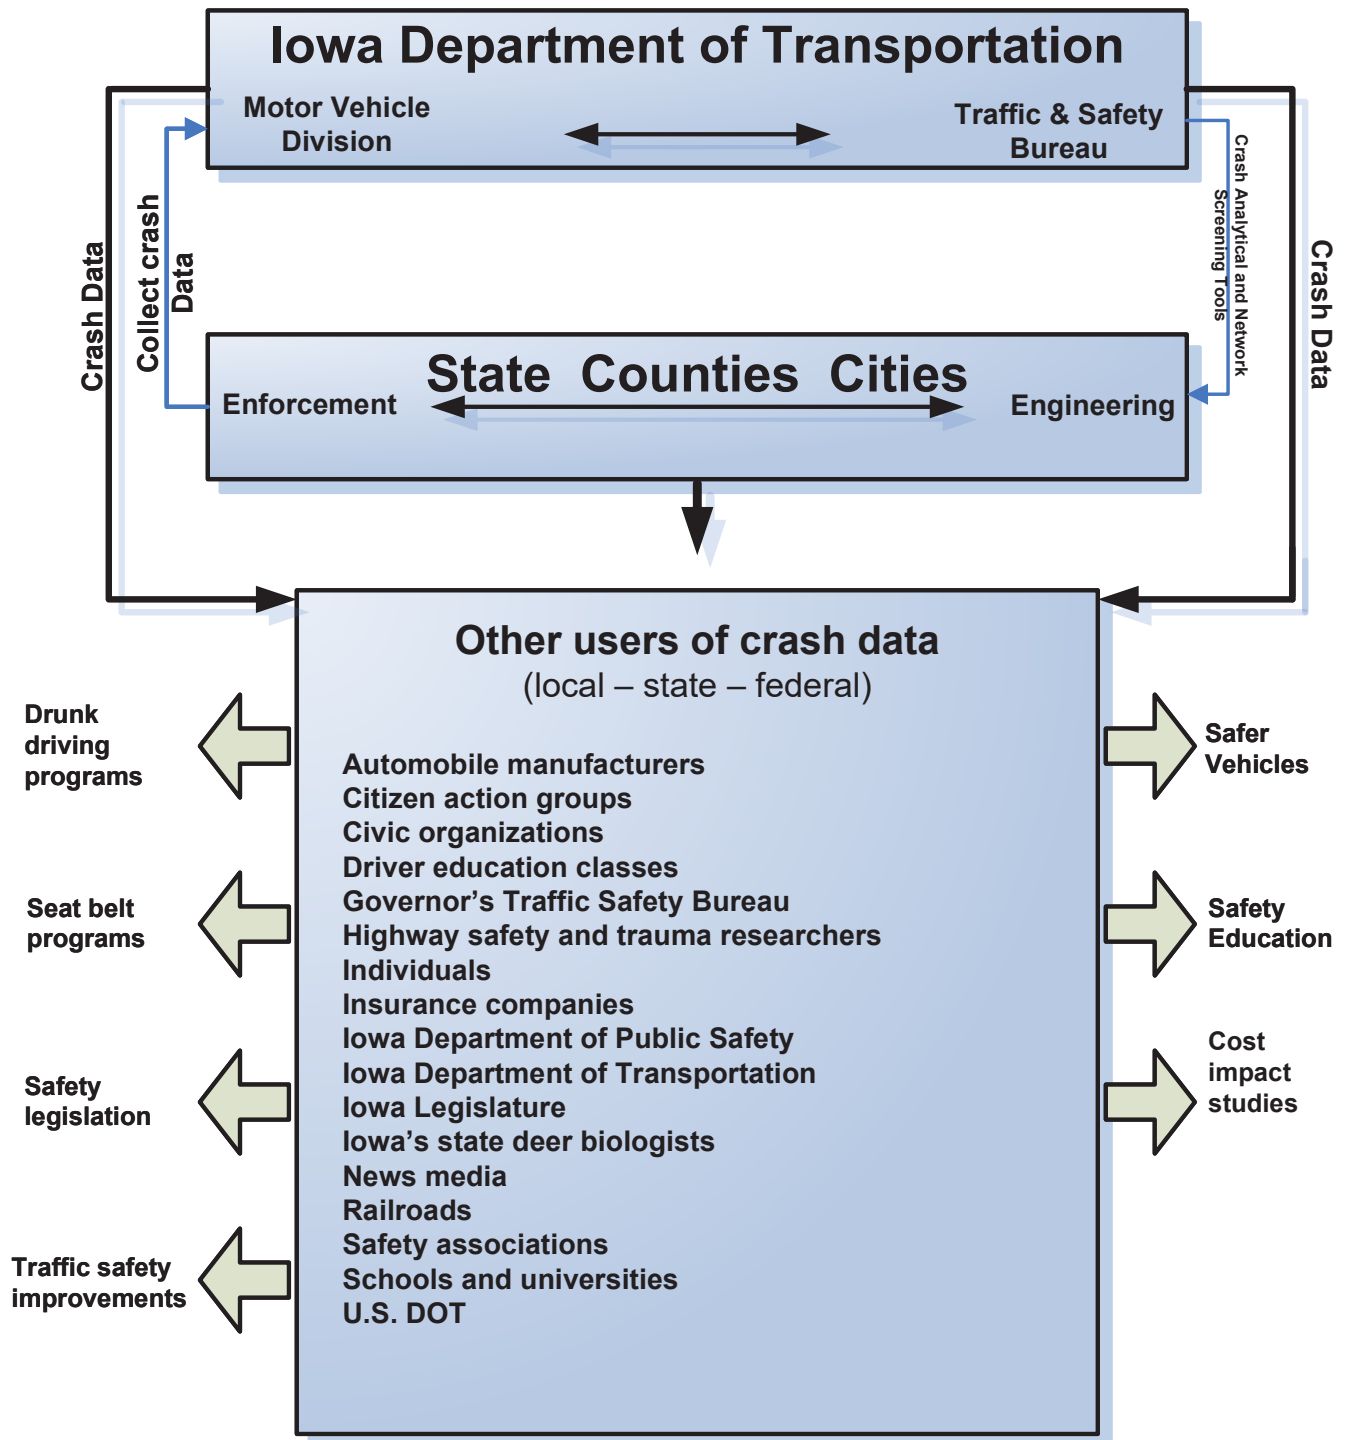 Iowa Department of Transportation
Motor Vehicle
Division
Traffic & Safety
Bureau
Crash Data
Collect crash
Data
Crash Analytical and Network
Screening Tools
Crash Data
State Counties Cities
Enforcement
Engineering
Other users of crash data
(local – state – federal)
Automobile manufacturers
Citizen action groups
Civic organizations
Driver education classes
Governor’s Traffic Safety Bureau
Highway safety and trauma researchers
Individuals
Insurance companies
Iowa Department of Public Safety
Iowa Department of Transportation
Iowa Legislature
Iowa’s state deer biologists
News media
Railroads
Safety associations
Schools and universities
U.S. DOT
Drunk
driving
programs
Seat belt
programs
Safety
legislation
Traffic safety
improvements
Safer
Vehicles
Safety
Education
Cost
impact
studies